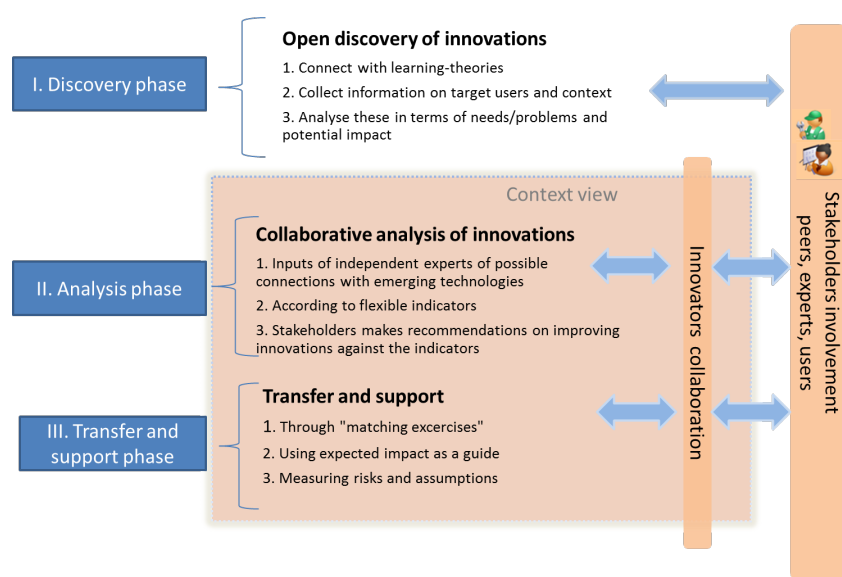 Open discovery of innovations
I. Discovery phase
1. Connect with learning-theories
2. Collect information on target users and context
3. Analyse these in terms of needs/problems and
potential impact
Context view
Collaborative analysis of innovations
II. Analysis phase
1. Inputs of independent experts of possible
connections with emerging technologies
2. According to flexible indicators
3. Stakeholders makes recommendations on improving
innovations against the indicators
Transfer and support
III. Transfer and
support phase
1. Through "matching excercises"
2. Using expected impact as a guide
3. Measuring risks and assumptions
Innovators collaboration
Stakeholders involvement
peers, experts, users